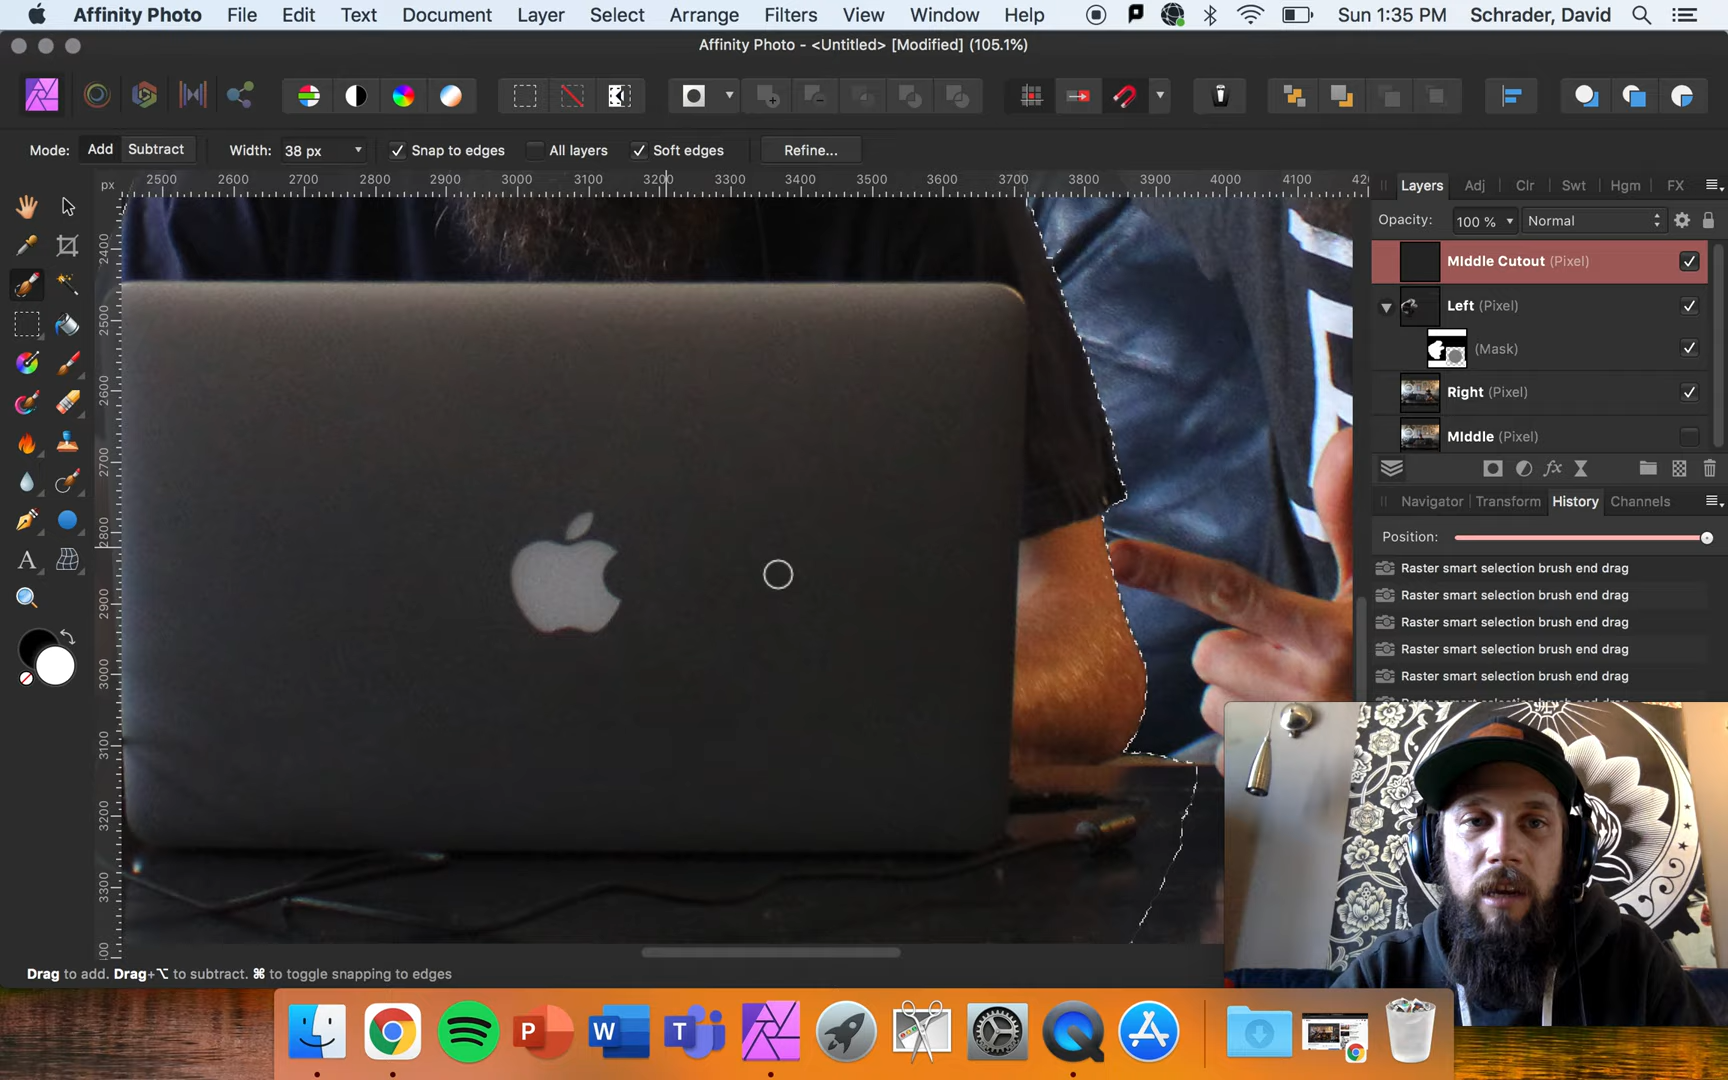 Affinity Photo File Edit Text Document Layer Select Arrange Filters View Window Help Sun 1:35 PM Schrader, David
Affinity Photo - <Untitled> [Modified] (105.1%)
Mode: Add Subtract Width: 38 px Snap to edges All layers Soft edges Refine...
px 2500 2600 2700 2800 2900 3000 3100 3200 3300 3400 3500 3600 3700 3800 3900 4000 4100
Layers Adj Clr Swt Hgm FX
Opacity: 100 % Normal
MIddle Cutout (Pixel)
Left (Pixel)
(Mask)
Right (Pixel)
MIddle (Pixel)
fx
Navigator Transform History Channels
Position:
Raster smart selection brush end drag
Raster smart selection brush end drag
Raster smart selection brush end drag
Raster smart selection brush end drag
Raster smart selection brush end drag
2400
2500
2600
2700
2800
2900
3000
3100
3200
3300
A
Drag to add. Drag+⌥ to subtract. ⌘ to toggle snapping to edges
P W T